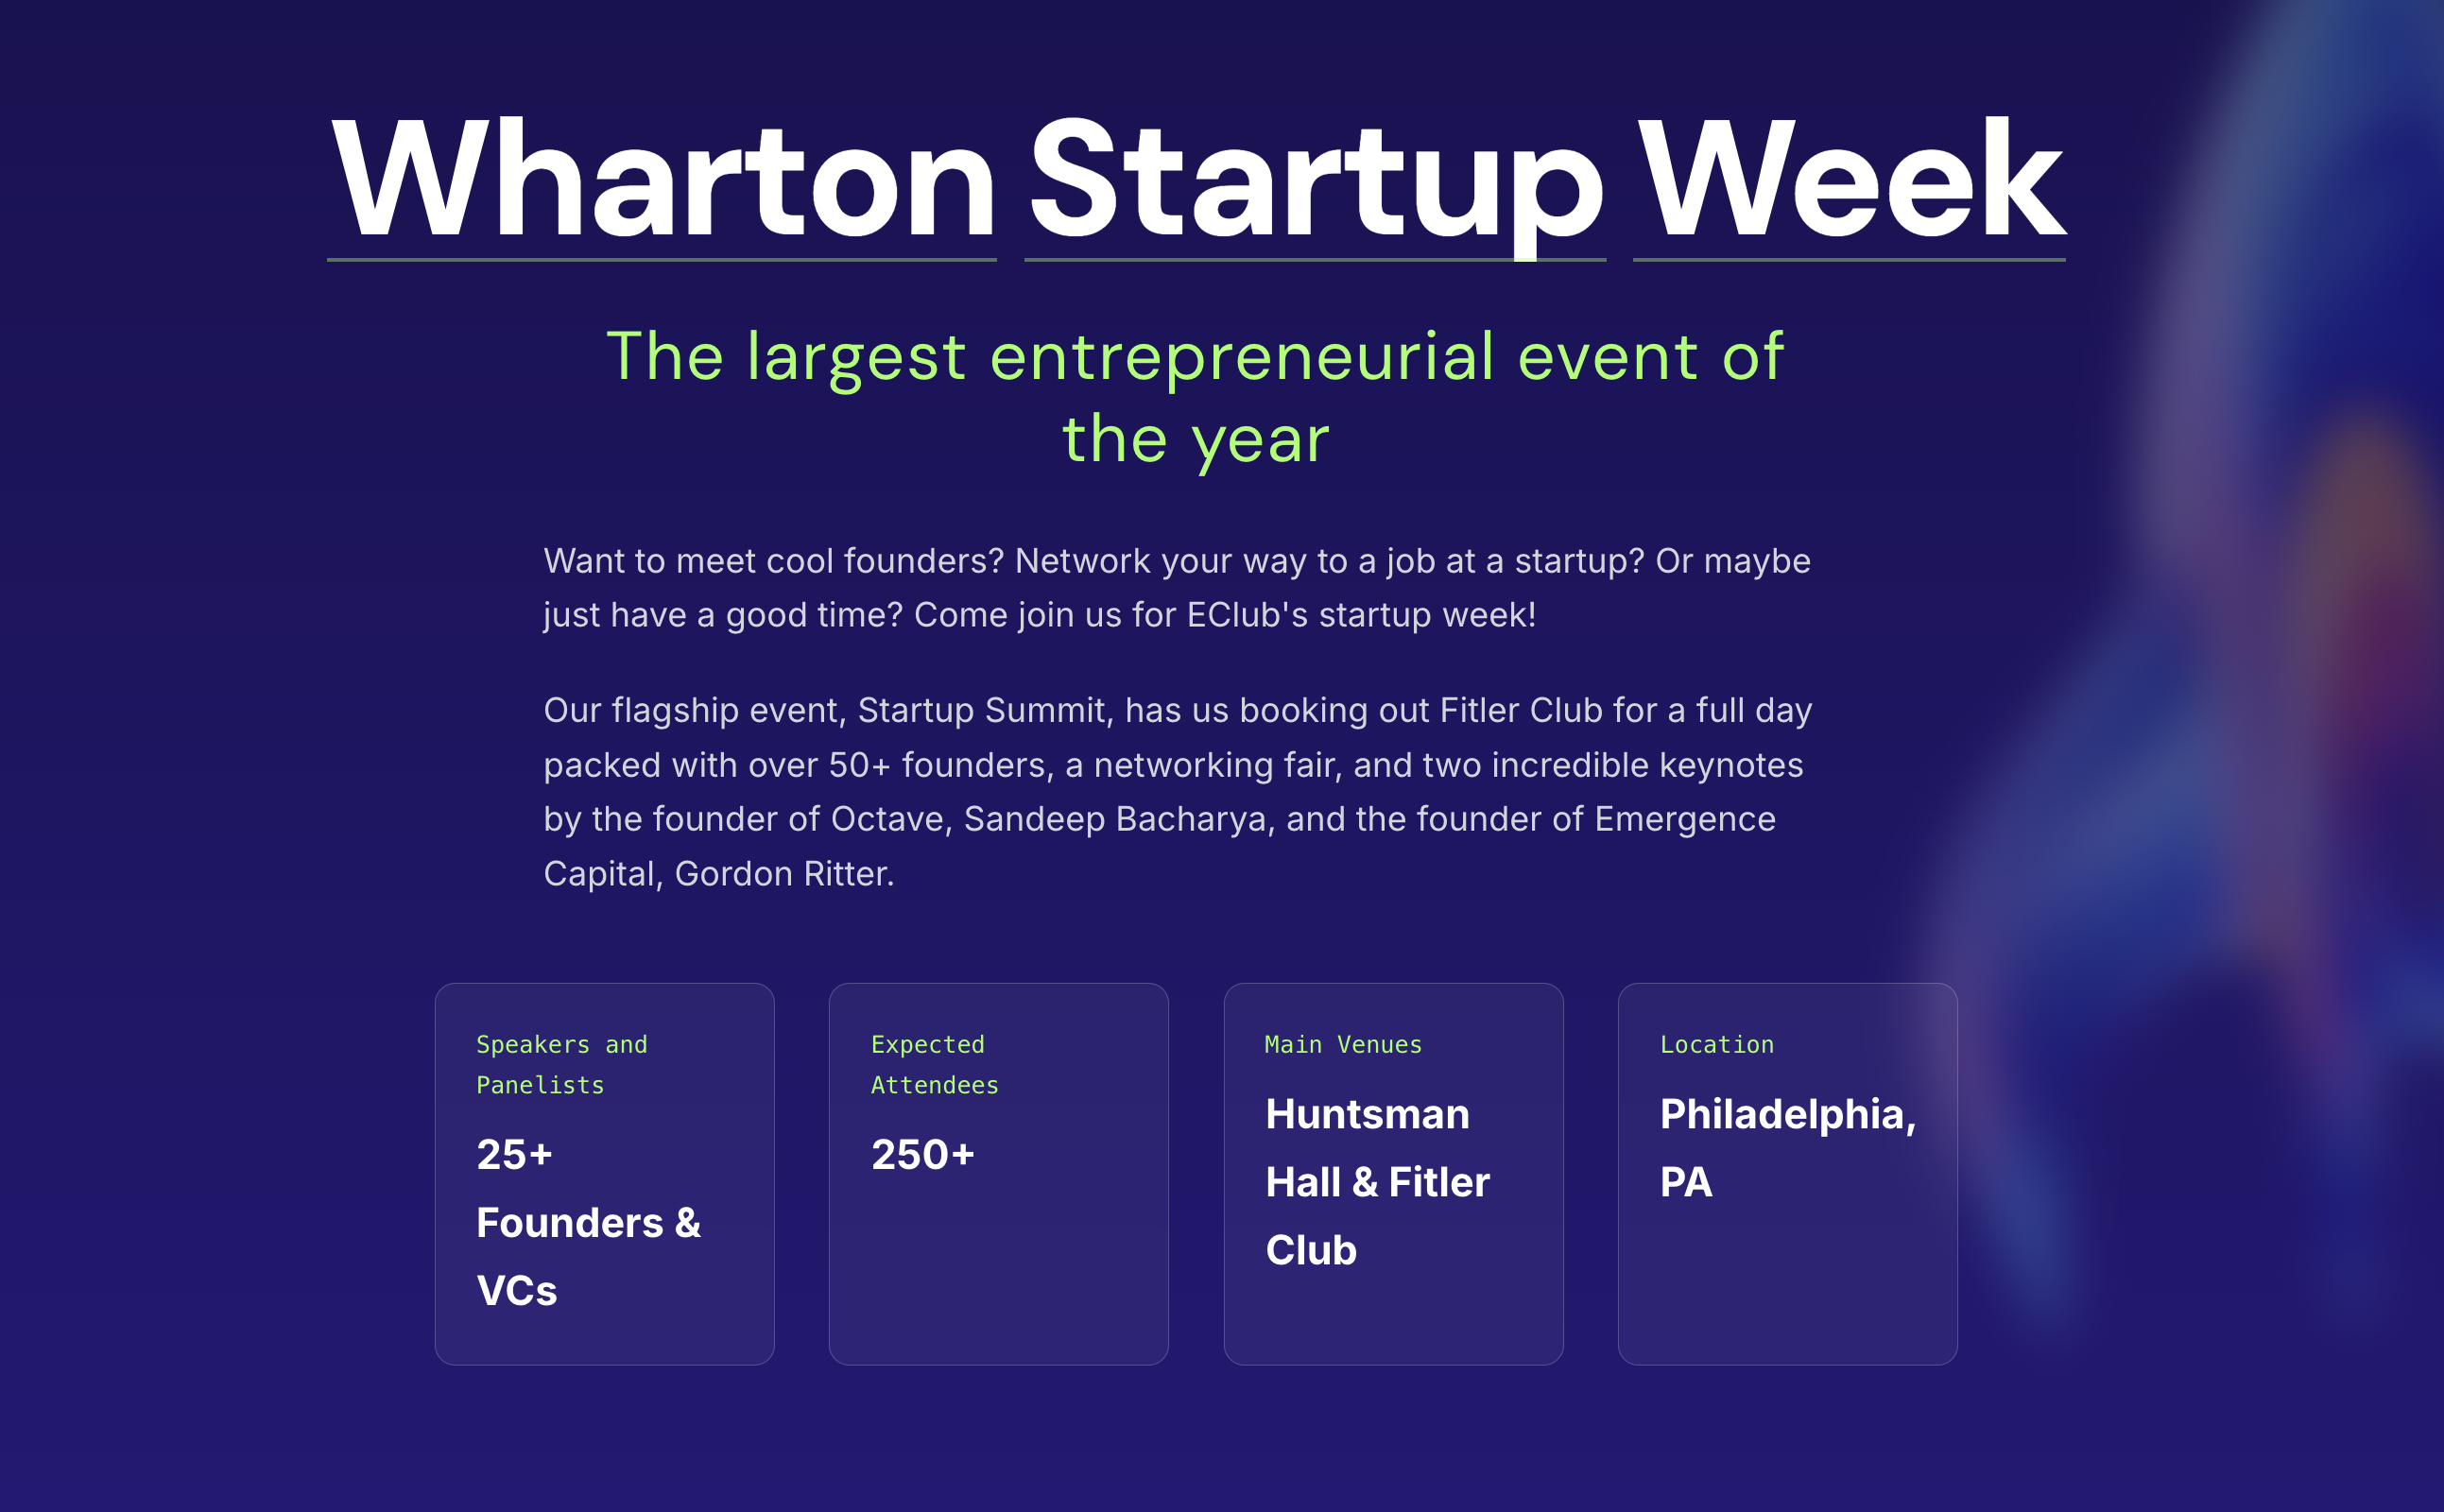 Wharton Startup Week
The largest entrepreneurial event of
the year
Want to meet cool founders? Network your way to a job at a startup? Or maybe
just have a good time? Come join us for EClub's startup week!
Our flagship event, Startup Summit, has us booking out Fitler Club for a full day
packed with over 50+ founders, a networking fair, and two incredible keynotes
by the founder of Octave, Sandeep Bacharya, and the founder of Emergence
Capital, Gordon Ritter.
Speakers and
Panelists
25+
Founders &
VCs
Expected
Attendees
250+
Main Venues
Huntsman
Hall & Fitler
Club
Location
Philadelphia,
PA